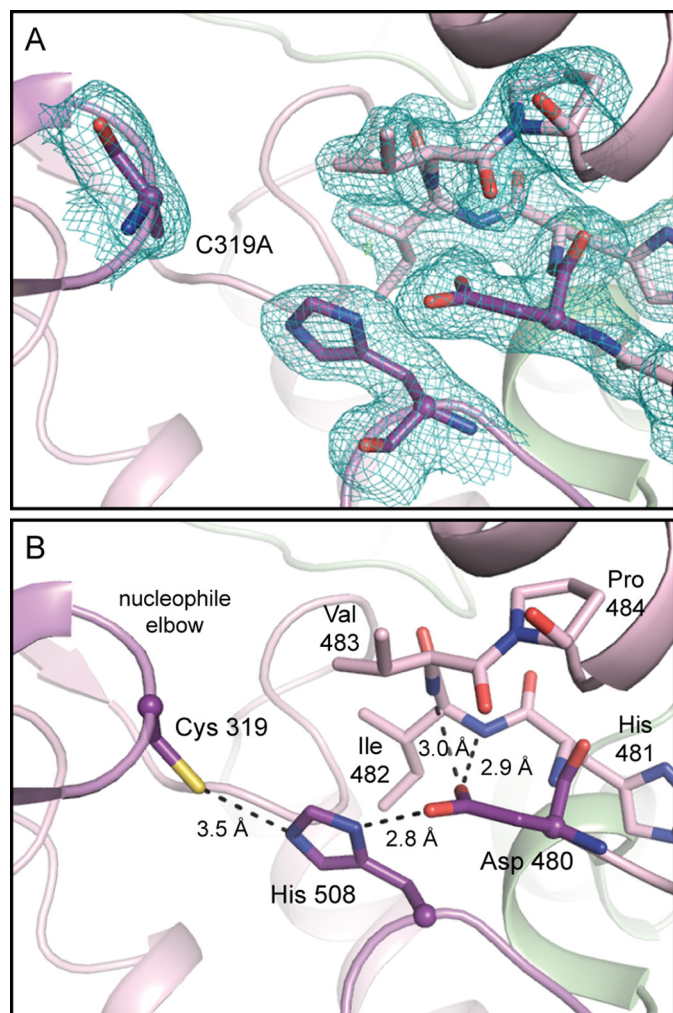 A
C319A
B
nucleophile
elbow
Pro
484
Val
483
Cys 319
His
481
Ile
482
3.0 Å
2.9 Å
3.5 Å
2.8 Å
Asp 480
His 508